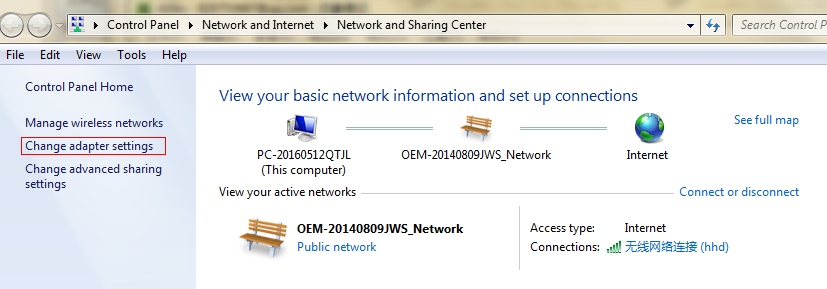 Control Panel ▸ Network and Internet ▸ Network and Sharing Center
Search Control P
File Edit View Tools Help
Control Panel Home
Manage wireless networks
Change adapter settings
Change advanced sharing
settings
View your basic network information and set up connections
See full map
PC-20160512QTJL
(This computer)
OEM-20140809JWS_Network
Internet
View your active networks
Connect or disconnect
OEM-20140809JWS_Network
Public network
Access type: Internet
Connections: 无线网络连接 (hhd)